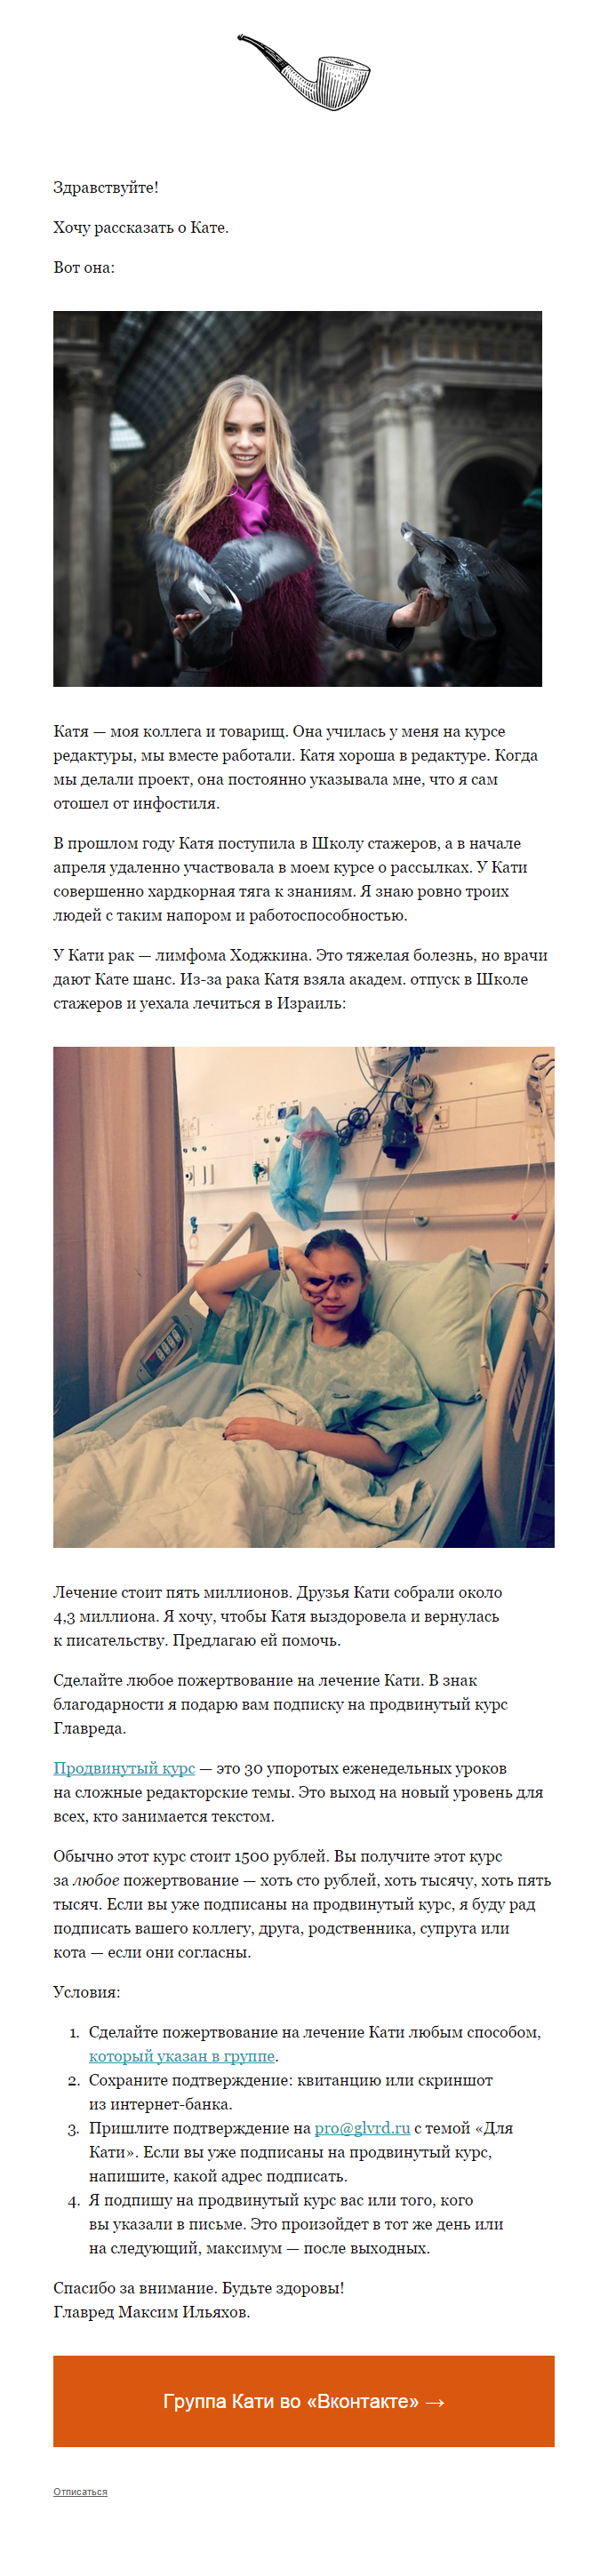 Здравствуйте!
Хочу рассказать о Кате.
Вот она:
Катя — моя коллега и товарищ. Она училась у меня на курсе
редактуры, мы вместе работали. Катя хороша в редактуре. Когда
мы делали проект, она постоянно указывала мне, что я сам
отошел от инфостиля.
В прошлом году Катя поступила в Школу стажеров, а в начале
апреля удаленно участвовала в моем курсе о рассылках. У Кати
совершенно хардкорная тяга к знаниям. Я знаю ровно троих
людей с таким напором и работоспособностью.
У Кати рак — лимфома Ходжкина. Это тяжелая болезнь, но врачи
дают Кате шанс. Из-за рака Катя взяла академ. отпуск в Школе
стажеров и уехала лечиться в Израиль:
Лечение стоит пять миллионов. Друзья Кати собрали около
4,3 миллиона. Я хочу, чтобы Катя выздоровела и вернулась
к писательству. Предлагаю ей помочь.
Сделайте любое пожертвование на лечение Кати. В знак
благодарности я подарю вам подписку на продвинутый курс
Главреда.
Продвинутый курс — это 30 упоротых еженедельных уроков
на сложные редакторские темы. Это выход на новый уровень для
всех, кто занимается текстом.
Обычно этот курс стоит 1500 рублей. Вы получите этот курс
за любое пожертвование — хоть сто рублей, хоть тысячу, хоть пять
тысяч. Если вы уже подписаны на продвинутый курс, я буду рад
подписать вашего коллегу, друга, родственника, супруга или
кота — если они согласны.
Условия:
1. Сделайте пожертвование на лечение Кати любым способом,
который указан в группе.
2. Сохраните подтверждение: квитанцию или скриншот
из интернет-банка.
3. Пришлите подтверждение на pro@glvrd.ru с темой «Для
Кати». Если вы уже подписаны на продвинутый курс,
напишите, какой адрес подписать.
4. Я подпишу на продвинутый курс вас или того, кого
вы указали в письме. Это произойдет в тот же день или
на следующий, максимум — после выходных.
Спасибо за внимание. Будьте здоровы!
Главред Максим Ильяхов.
Группа Кати во «Вконтакте» →
Отписаться